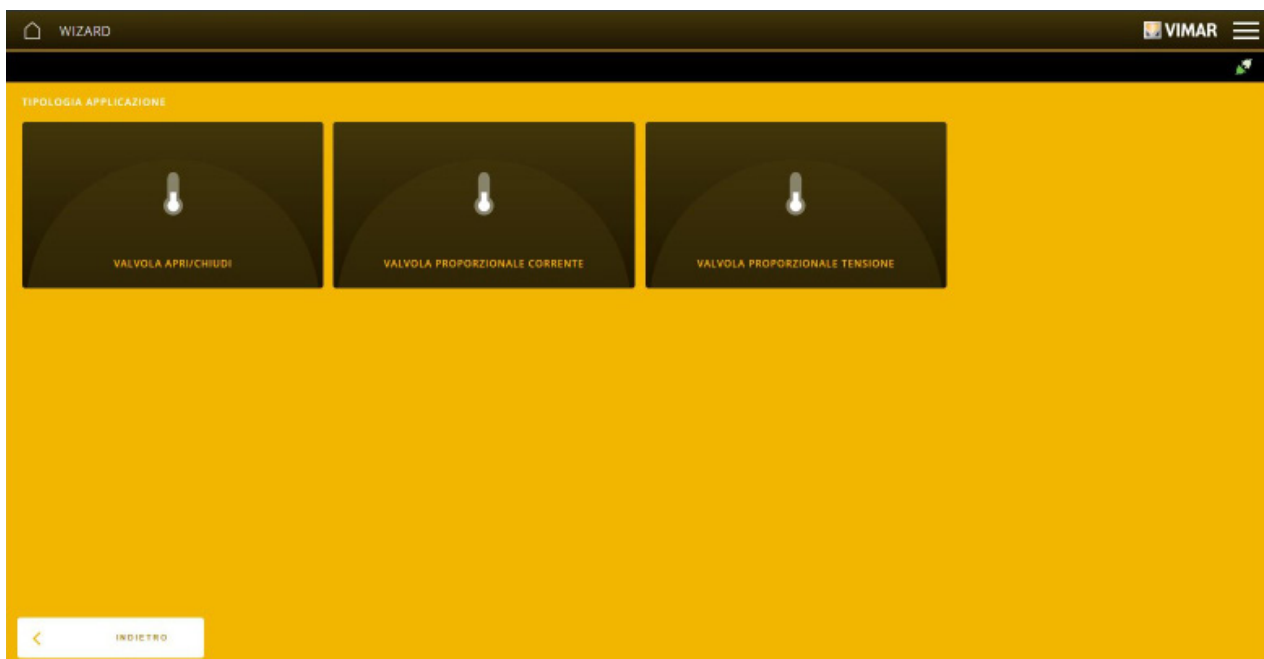 WIZARD
VIMAR
TIPOLOGIA APPLICAZIONE
VALVOLA APRI/CHIUDI
VALVOLA PROPORZIONALE CORRENTE
VALVOLA PROPORZIONALE TENSIONE
INDIETRO